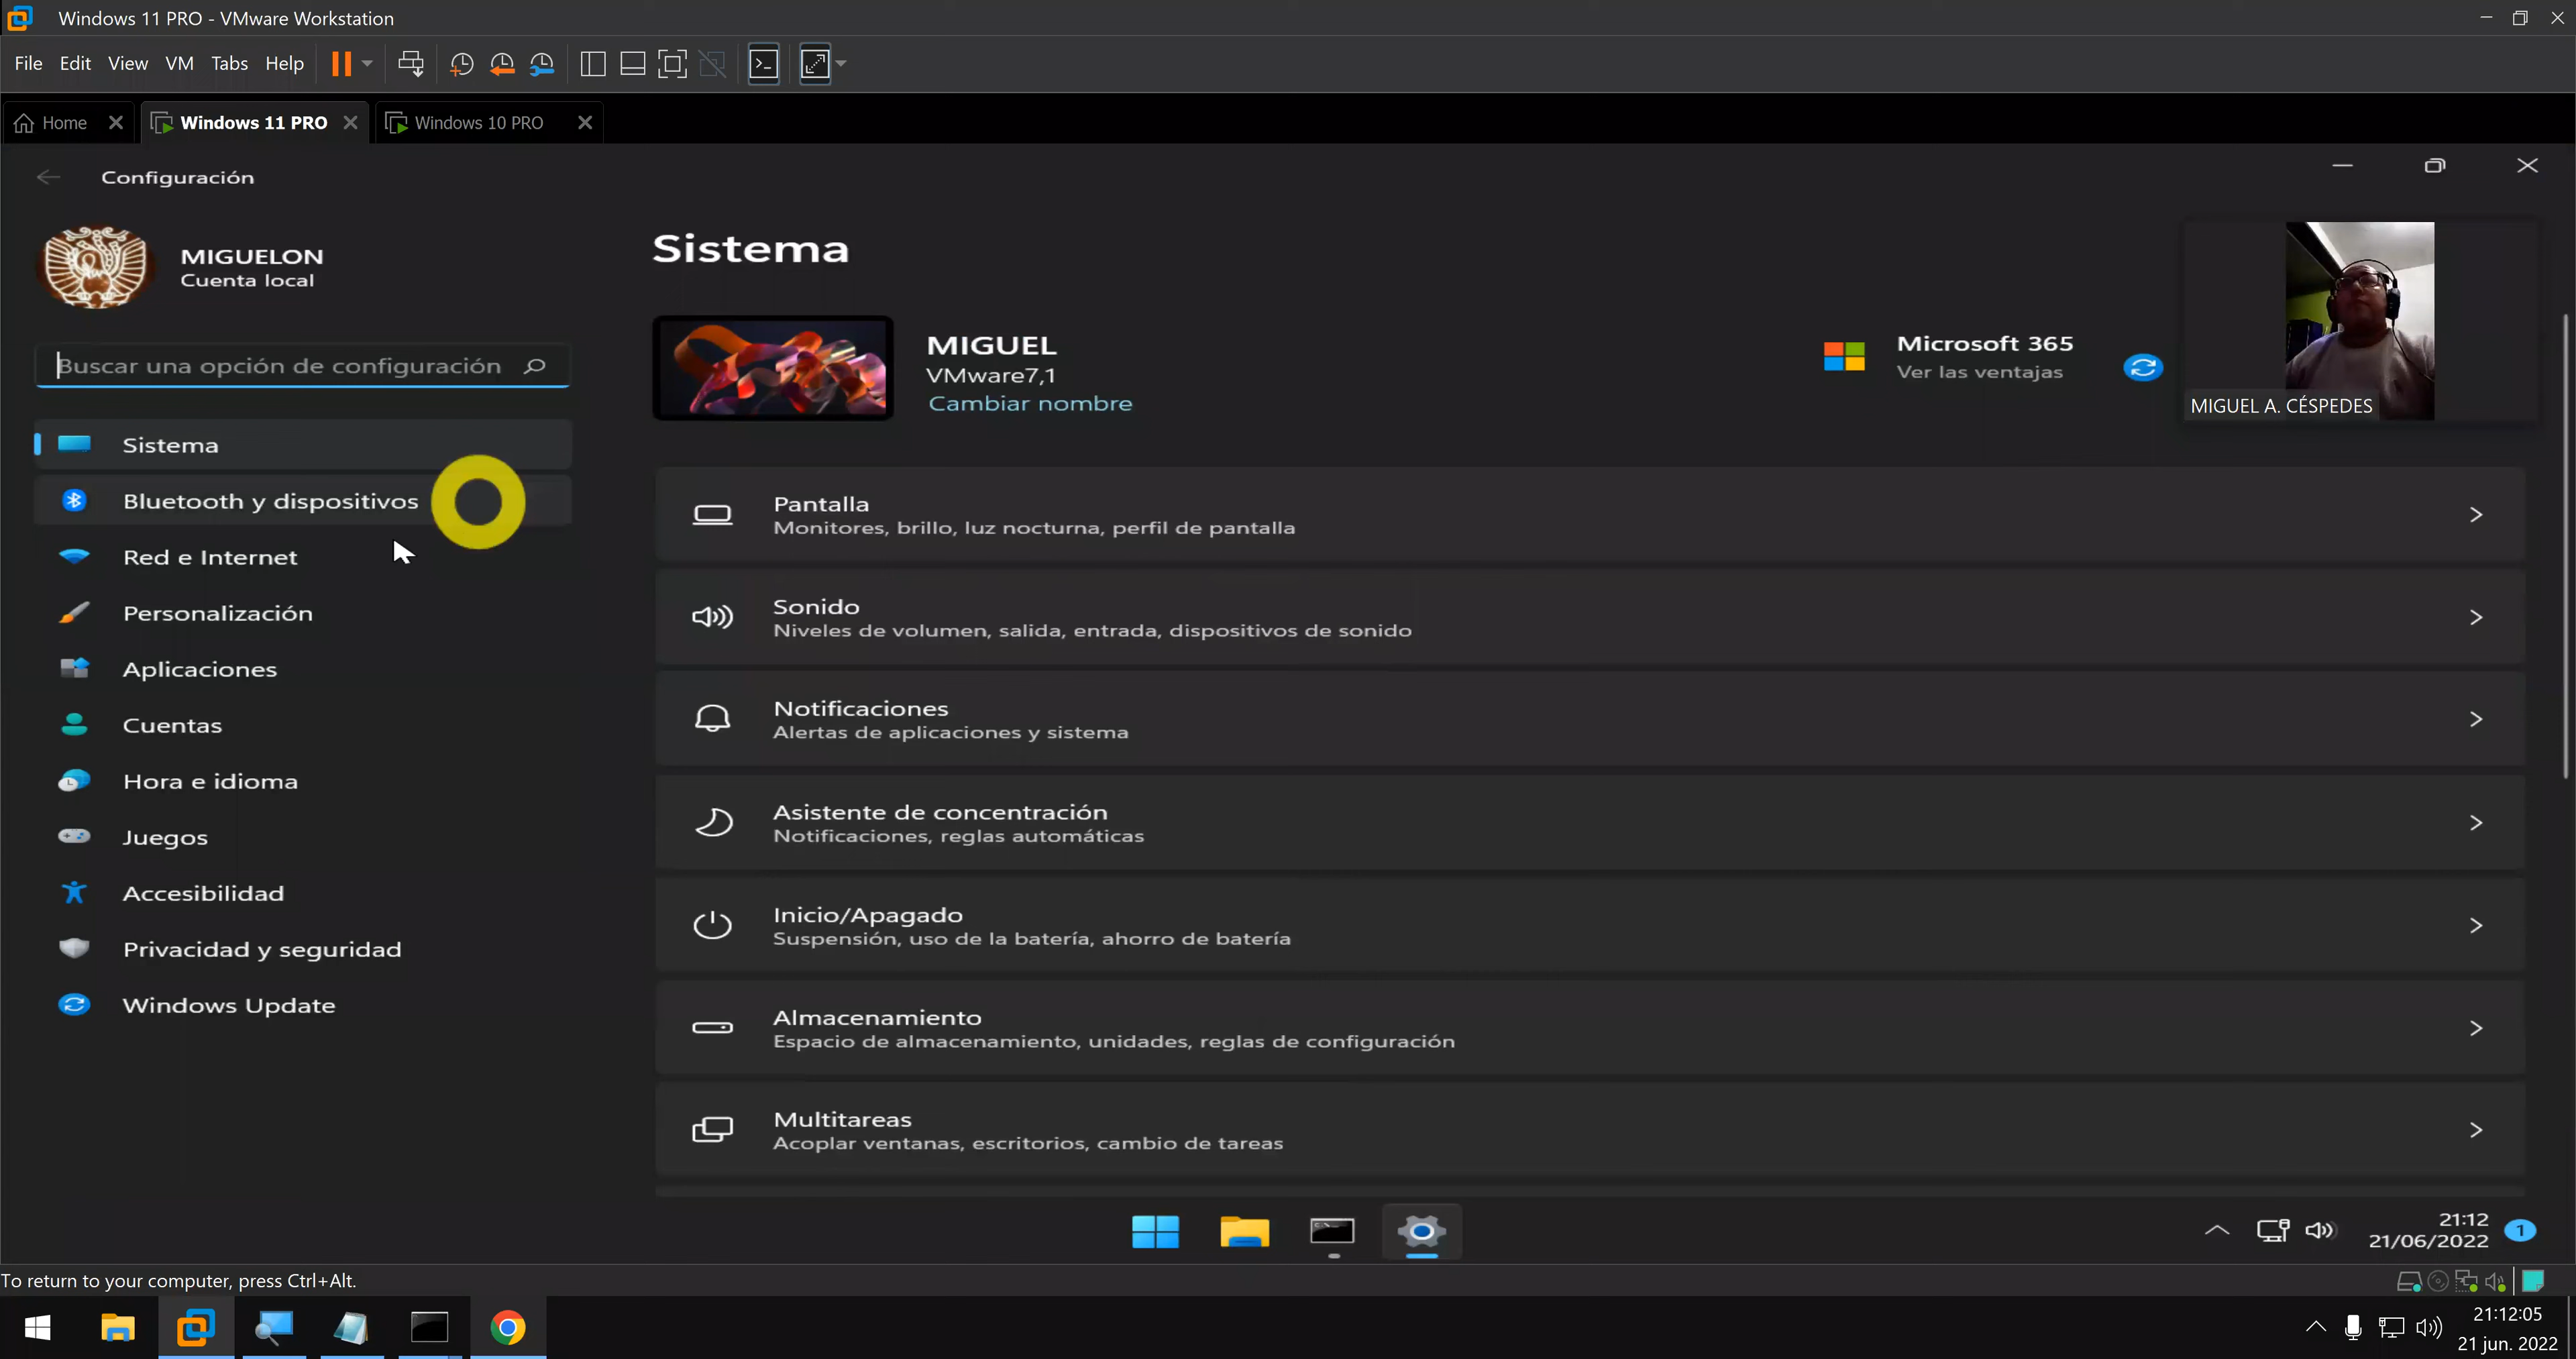 Windows 11 PRO - VMware Workstation
File Edit View VM Tabs Help
Home Windows 11 PRO Windows 10 PRO
Configuración
MIGUELON
Cuenta local
Buscar una opción de configuración
Sistema
Bluetooth y dispositivos
Red e Internet
Personalización
Aplicaciones
Cuentas
Hora e idioma
Juegos
Accesibilidad
Privacidad y seguridad
Windows Update
Sistema
MIGUEL
VMware7,1
Cambiar nombre
Microsoft 365
Ver las ventajas
MIGUEL A. CÉSPEDES
Pantalla
Monitores, brillo, luz nocturna, perfil de pantalla
Sonido
Niveles de volumen, salida, entrada, dispositivos de sonido
Notificaciones
Alertas de aplicaciones y sistema
Asistente de concentración
Notificaciones, reglas automáticas
Inicio/Apagado
Suspensión, uso de la batería, ahorro de batería
Almacenamiento
Espacio de almacenamiento, unidades, reglas de configuración
Multitareas
Acoplar ventanas, escritorios, cambio de tareas
21:12
21/06/2022
1
To return to your computer, press Ctrl+Alt.
21:12:05
21 jun. 2022